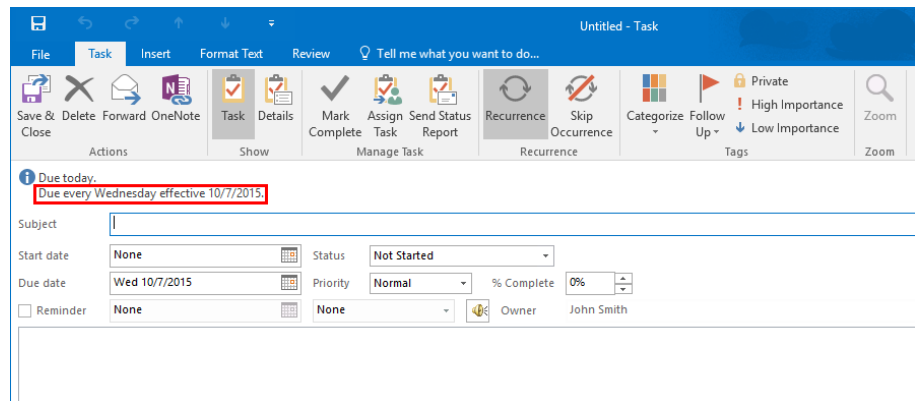 Untitled - Task
File Task Insert Format Text Review Tell me what you want to do...
Save & Close Delete Forward OneNote Task Details Mark Complete Assign Task Send Status Report Recurrence Skip Occurrence Categorize Follow Up Private High Importance Low Importance Zoom
Actions Show Manage Task Recurrence Tags Zoom
Due today.
Due every Wednesday effective 10/7/2015.
Subject
Start date None Status Not Started
Due date Wed 10/7/2015 Priority Normal % Complete 0%
Reminder None None Owner John Smith